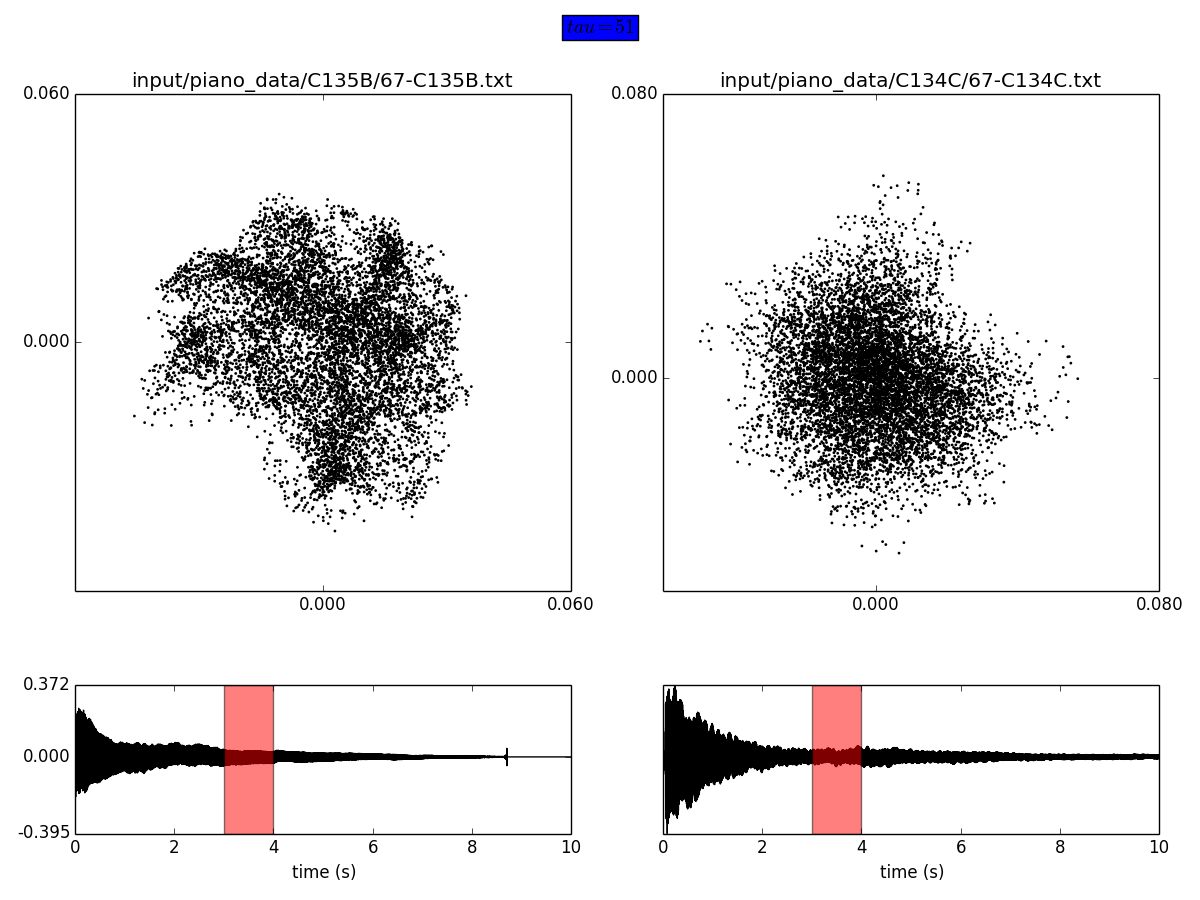 tau = 51
input/piano_data/C135B/67-C135B.txt
input/piano_data/C134C/67-C134C.txt
0.060
0.000
0.000
0.060
0.080
0.000
0.000
0.080
0.372
0.000
-0.395
0 2 4 6 8 10
time (s)
0 2 4 6 8 10
time (s)